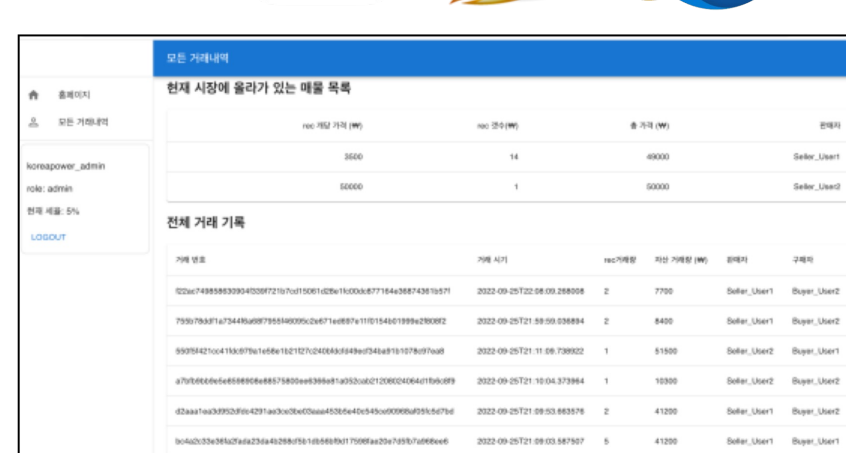 모든 거래내역
홈페이지
모든 거래내역
koreapower_admin
role: admin
현재 세율: 5%
LOGOUT
현재 시장에 올라가 있는 매물 목록
rec 개당 가격 (₩) rec 갯수(₩) 총 가격 (₩) 판매자
3500 14 49000 Seller_User1
50000 1 50000 Seller_User2
전체 거래 기록
거래 번호 거래 시기 rec거래량 자산 거래량 (₩) 판매자 구매자
2022-09-25T22:08:09.268008 2 7700 Seller_User1 Buyer_User2
2022-09-25T21:59:59.036894 2 8400 Seller_User1 Buyer_User2
2022-09-25T21:11:09.738922 1 51500 Seller_User2 Buyer_User1
2022-09-25T21:10:04.373964 1 10300 Seller_User2 Buyer_User2
2022-09-25T21:09:53.663576 2 41200 Seller_User1 Buyer_User2
2022-09-25T21:09:03.587507 5 41200 Seller_User1 Buyer_User1